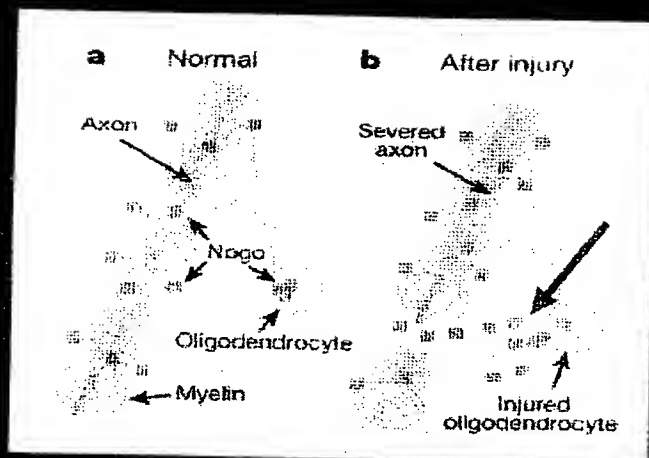 a Normal
Axon
Nogo
Oligodendrocyte
Myelin
b After injury
Severed
axon
Injured
oligodendrocyte